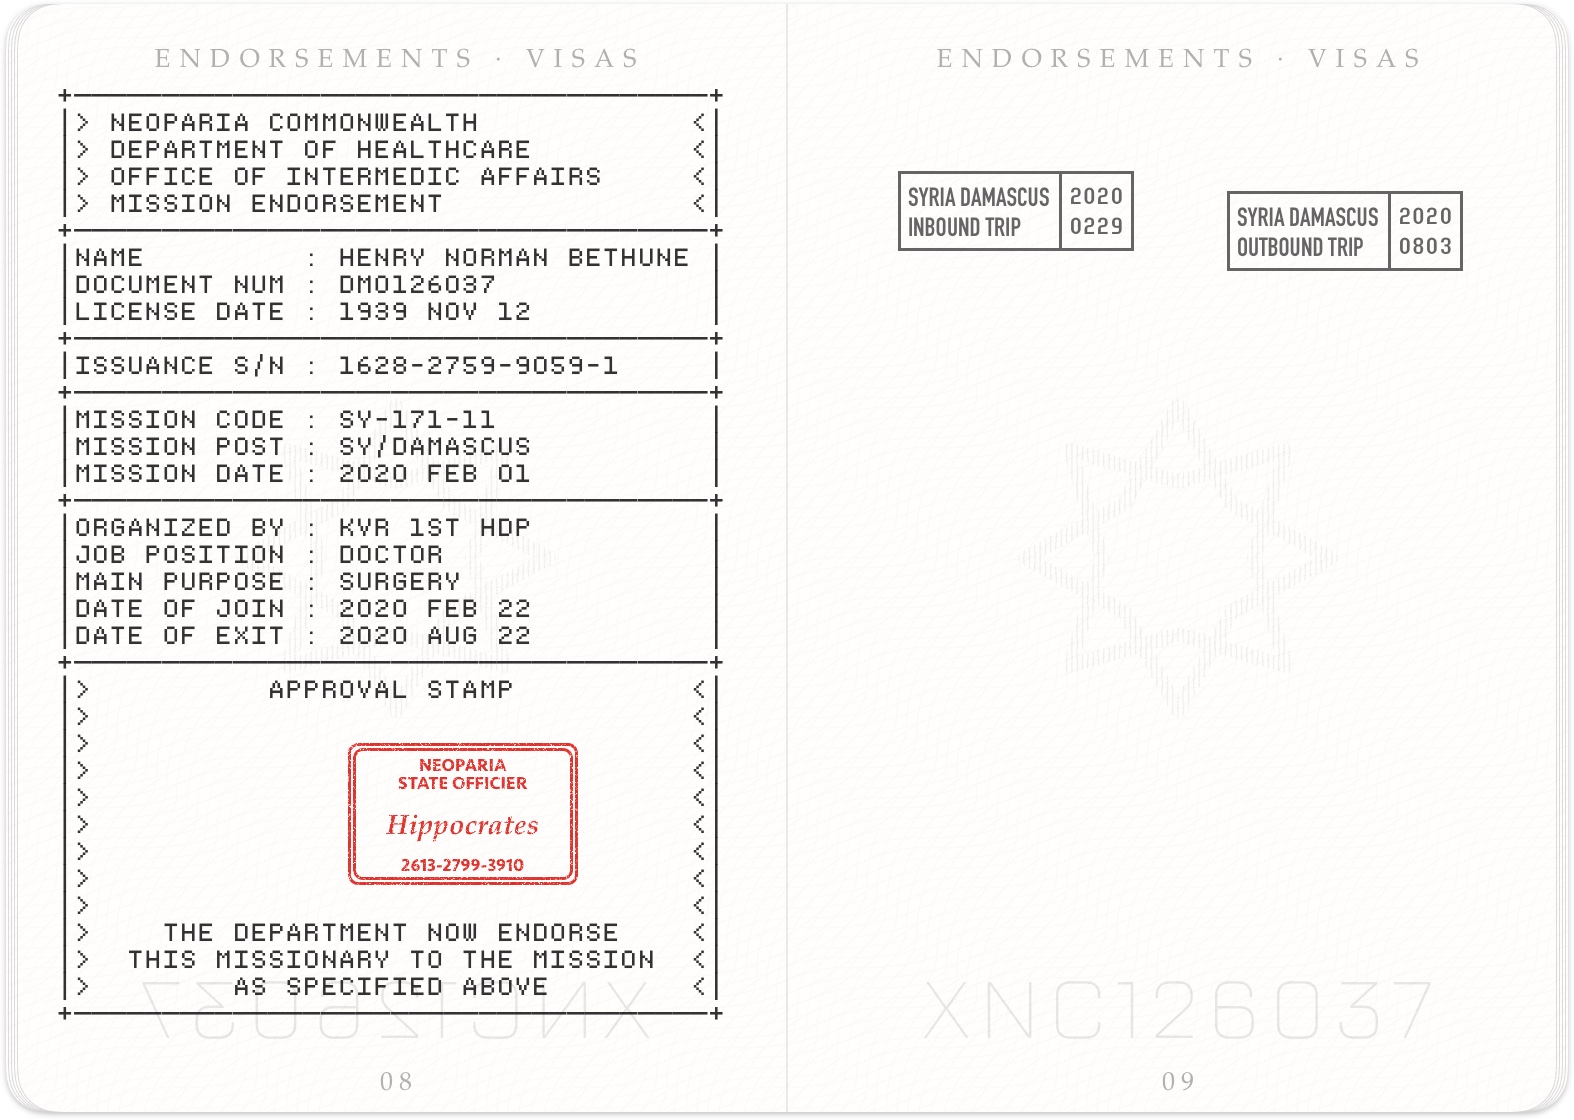 ENDORSEMENTS · VISAS
> NEOPARIA COMMONWEALTH <
> DEPARTMENT OF HEALTHCARE <
> OFFICE OF INTERMEDIC AFFAIRS <
> MISSION ENDORSEMENT <
NAME : HENRY NORMAN BETHUNE
DOCUMENT NUM : DM0126037
LICENSE DATE : 1939 NOV 12
ISSUANCE S/N : 1628-2759-9059-1
MISSION CODE : SY-171-11
MISSION POST : SY/DAMASCUS
MISSION DATE : 2020 FEB 01
ORGANIZED BY : KVR 1ST HDP
JOB POSITION : DOCTOR
MAIN PURPOSE : SURGERY
DATE OF JOIN : 2020 FEB 22
DATE OF EXIT : 2020 AUG 22
> APPROVAL STAMP <
NEOPARIA
STATE OFFICIER
Hippocrates
2613-2799-3910
> THE DEPARTMENT NOW ENDORSE <
> THIS MISSIONARY TO THE MISSION <
> AS SPECIFIED ABOVE <
XNC126037
08
ENDORSEMENTS · VISAS
SYRIA DAMASCUS 2020
INBOUND TRIP 0229
SYRIA DAMASCUS 2020
OUTBOUND TRIP 0803
XNC126037
09